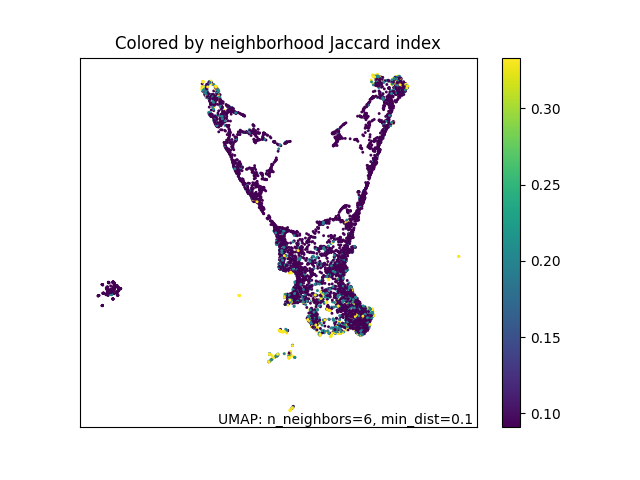 Colored by neighborhood Jaccard index
0.30
0.25
0.20
0.15
0.10
UMAP: n_neighbors=6, min_dist=0.1